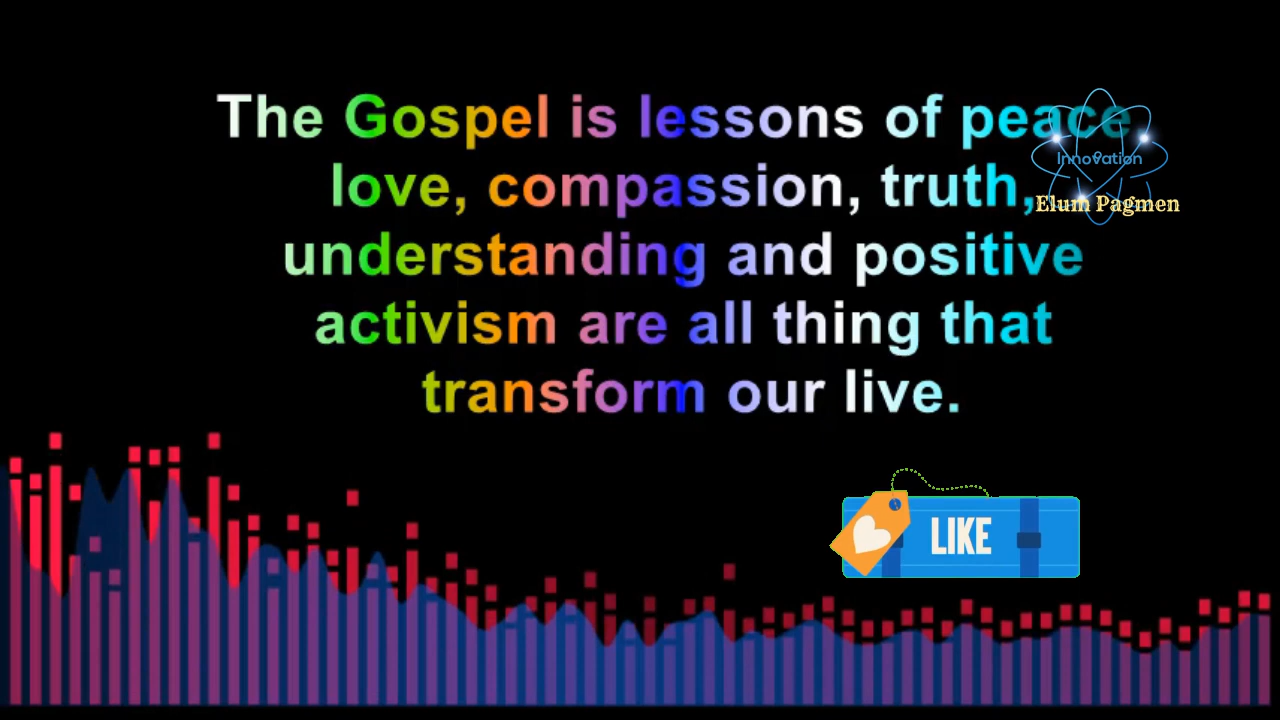 The Gospel is lessons of peace
love, compassion, truth,
understanding and positive
activism are all thing that
transform our live.
Innovation
Elum Pagmen
LIKE